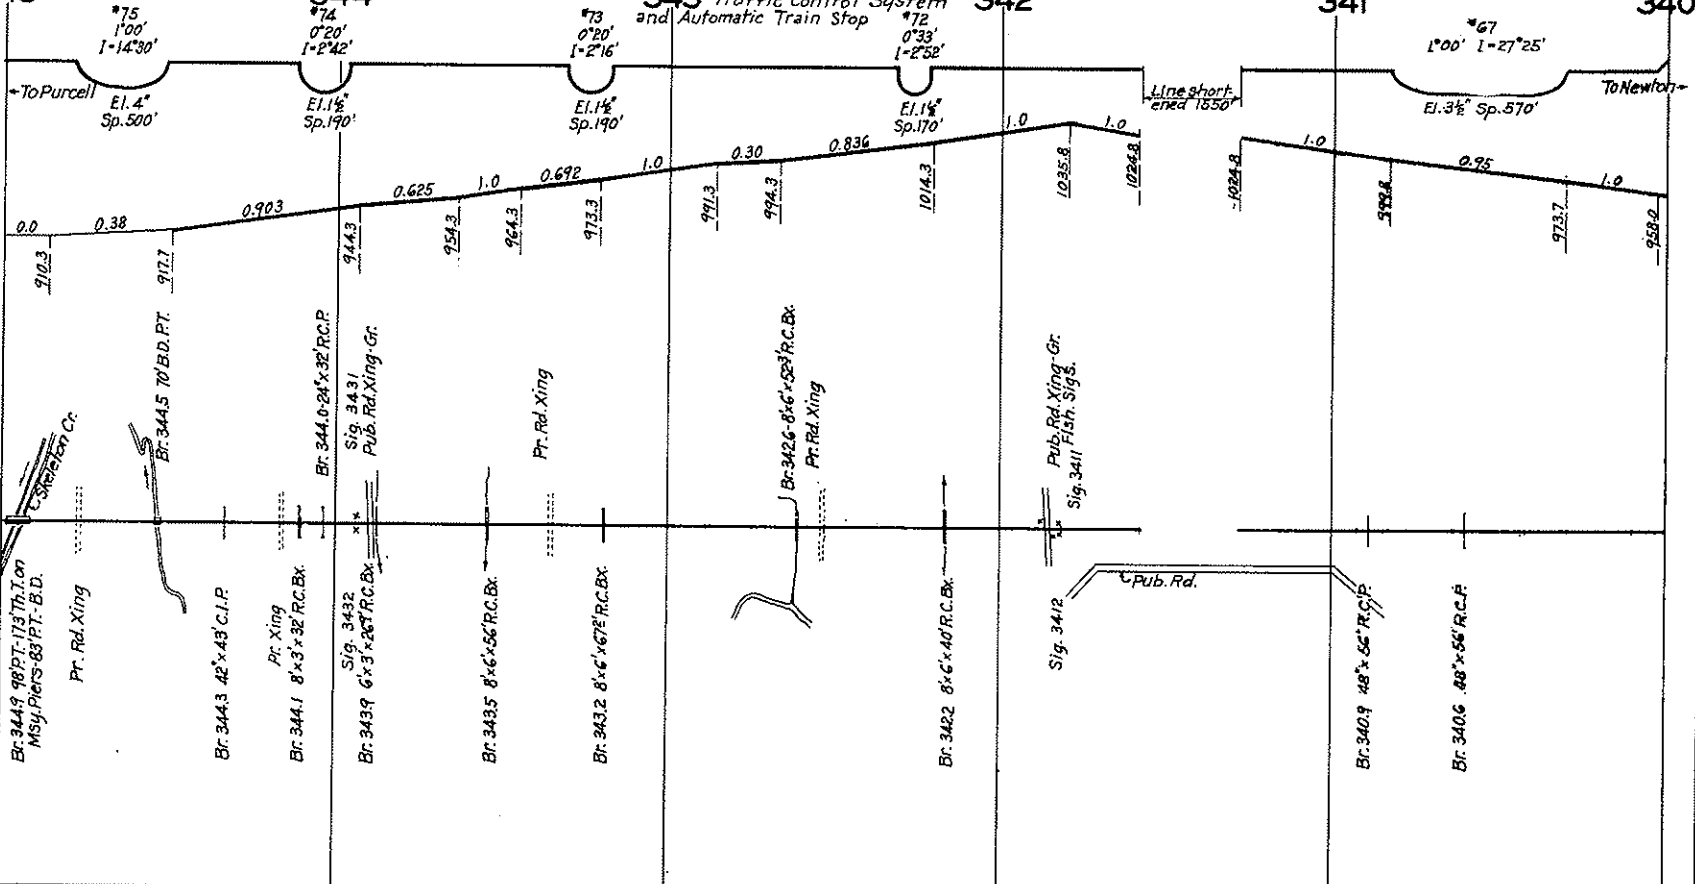 344
343
Traffic Control System
342
341
340
and Automatic Train Stop
#75
1°00'
I-14°30'
#74
0°20'
I-2°42'
#73
0°20'
I-2°16'
#72
0°33'
I-2°52'
#67
1°00' I-27°25'
To Purcell
El. 4"
Sp. 500'
El. 1½"
Sp. 190'
El. 1½"
Sp. 190'
El. 1½"
Sp. 170'
Line short-
ened 1550'
El. 3½" Sp. 570'
To Newton
0.0
0.38
0.903
0.625
1.0
0.692
1.0
0.30
0.836
1.0
1.0
1.0
0.95
1.0
910.3
917.7
944.3
954.3
964.3
973.3
991.3
994.3
1014.3
1035.8
1024.8
1024.8
973.7
958.0
Skeleton Cr.
Br. 344.5 70' B.D.P.T.
Br. 344.0-24"x32' R.C.P.
Sig. 3431
Pub. Rd. Xing-Gr.
Pr. Rd. Xing
Br. 342.6-8'x6'x52³' R.C.Bx.
Pr. Rd. Xing
Pub. Rd. Xing-Gr.
Sig. 3411 Flsh. Sigs.
Br. 344.9 98' P.T.-173' Th.T. on
Msy. Piers-83' P.T.-B.D.
Pr. Rd. Xing
Br. 344.3 42"x43' C.I.P.
Pr. Xing
Br. 344.1 8'x3'x32' R.C.Bx.
Sig. 3432
Br. 343.9 6'x3'x26⁹' R.C.Bx.
Br. 343.5 8'x6'x56' R.C.Bx.
Br. 343.2 8'x6'x67²' R.C.Bx.
Br. 342.2 8'x6'x40' R.C.Bx.
Sig. 3412
Pub. Rd.
Br. 340.9 48"x56' R.C.P.
Br. 340.6 48"x56' R.C.P.